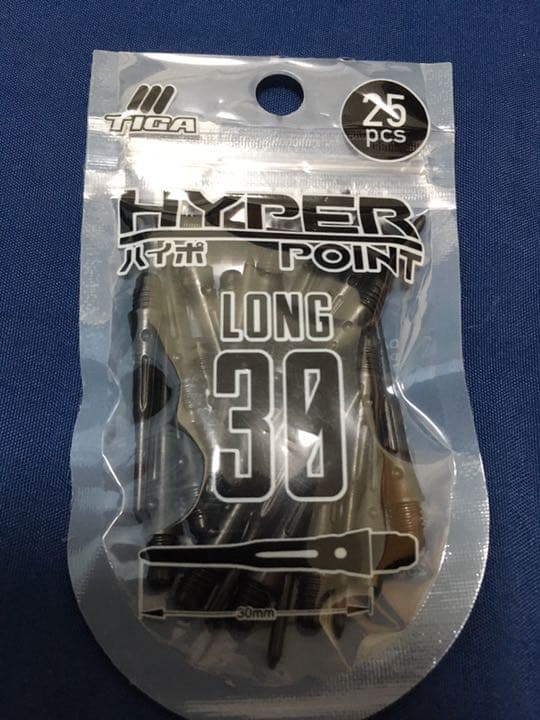 TIGA
25
pcs
HYPER
ハイポ POINT
LONG
30
30mm